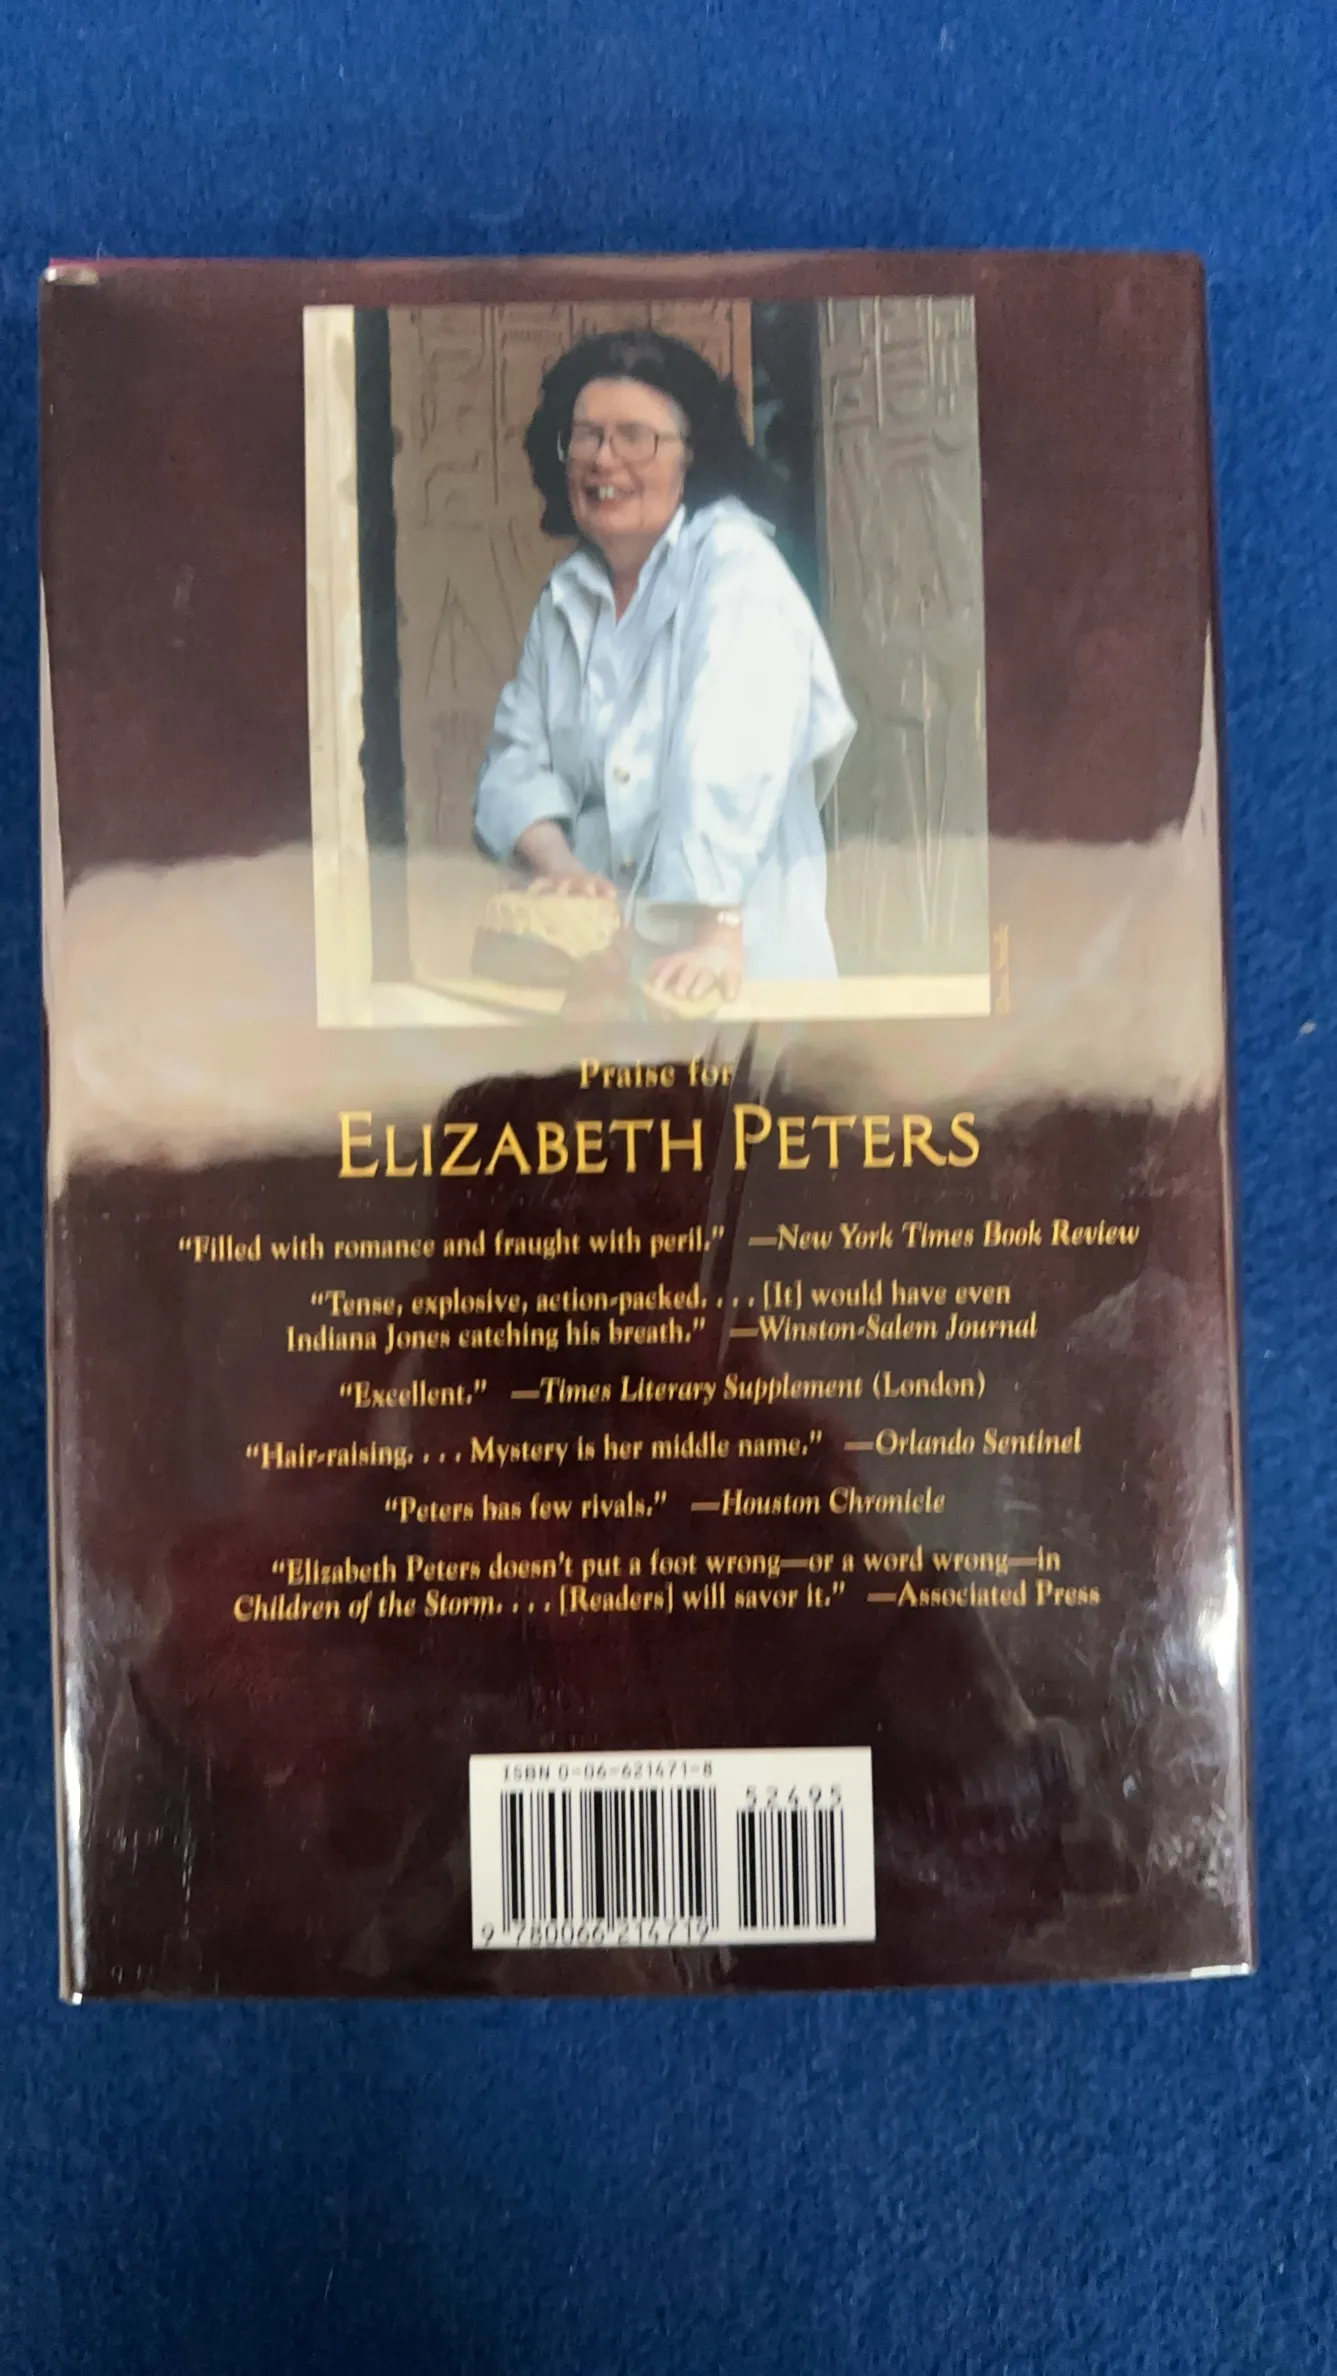 Praise for
ELIZABETH PETERS
“Filled with romance and fraught with peril.” —New York Times Book Review
“Tense, explosive, action-packed. . . . [It] would have even
Indiana Jones catching his breath.” —Winston-Salem Journal
“Excellent.” —Times Literary Supplement (London)
“Hair-raising. . . . Mystery is her middle name.” —Orlando Sentinel
“Peters has few rivals.” —Houston Chronicle
“Elizabeth Peters doesn’t put a foot wrong—or a word wrong—in
Children of the Storm. . . . [Readers] will savor it.” —Associated Press
ISBN 0-06-621471-8
52495
9 780066 214719